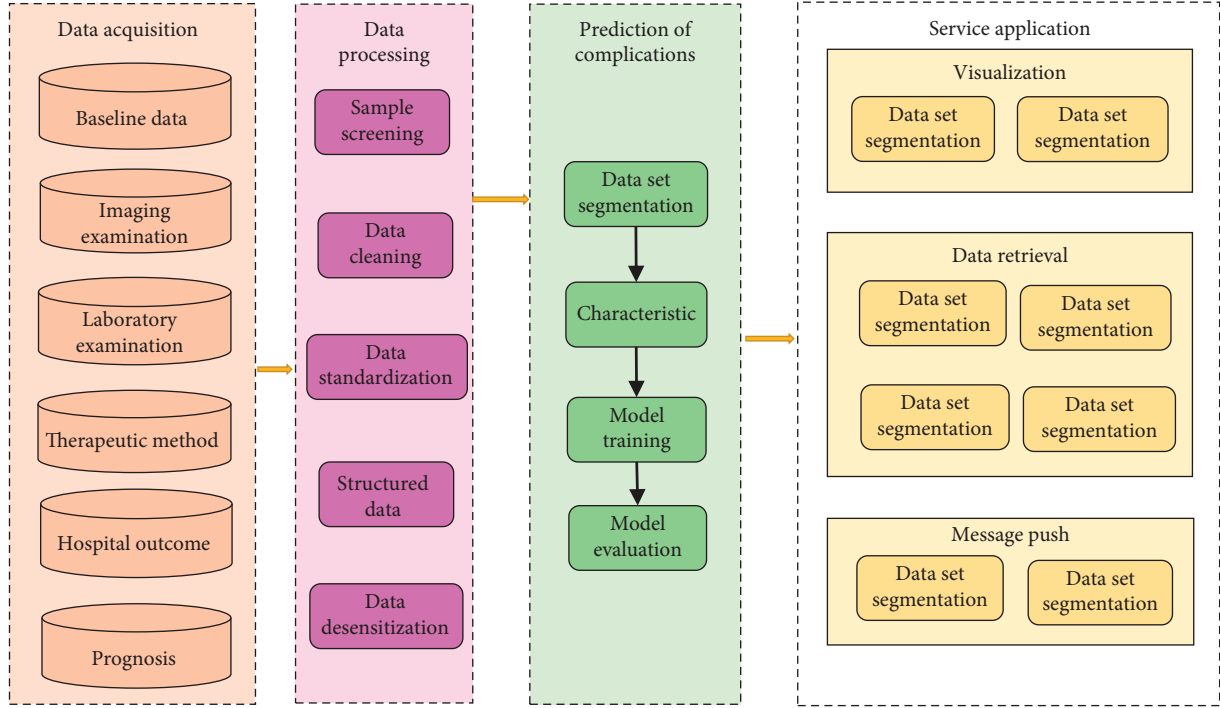 Data acquisition
Baseline data
Imaging
examination
Laboratory
examination
Therapeutic method
Hospital outcome
Prognosis
Data
processing
Sample
screening
Data
cleaning
Data
standardization
Structured
data
Data
desensitization
Prediction of
complications
Data set
segmentation
Characteristic
Model
training
Model
evaluation
Service application
Visualization
Data set
segmentation
Data set
segmentation
Data retrieval
Data set
segmentation
Data set
segmentation
Data set
segmentation
Data set
segmentation
Message push
Data set
segmentation
Data set
segmentation